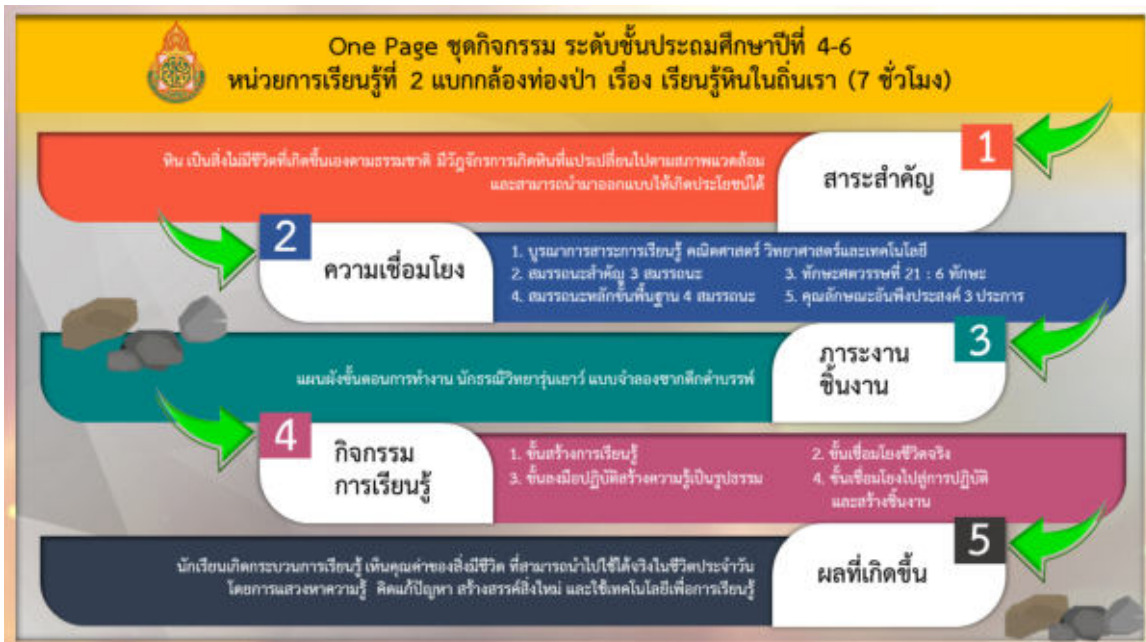 One Page ชุดกิจกรรม ระดับชั้นประถมศึกษาปีที่ 4-6
หน่วยการเรียนรู้ที่ 2 แบกกล้องท่องป่า เรื่อง เรียนรู้หินในถิ่นเรา (7 ชั่วโมง)
1
สาระสำคัญ
หิน เป็นสิ่งไม่มีชีวิตที่เกิดขึ้นเองตามธรรมชาติ มีวัฏจักรการเกิดหินที่แปรเปลี่ยนไปตามสภาพแวดล้อม
และสามารถนำมาออกแบบให้เกิดประโยชน์ได้
2
ความเชื่อมโยง
1. บูรณาการสาระการเรียนรู้ คณิตศาสตร์ วิทยาศาสตร์และเทคโนโลยี
2. สมรรถนะสำคัญ 3 สมรรถนะ
3. ทักษะศตวรรษที่ 21 : 6 ทักษะ
4. สมรรถนะหลักขั้นพื้นฐาน 4 สมรรถนะ
5. คุณลักษณะอันพึงประสงค์ 3 ประการ
3
ภาระงาน
ชิ้นงาน
แผนผังขั้นตอนการทำงาน นักธรณีวิทยารุ่นเยาว์ แบบจำลองซากดึกดำบรรพ์
4
กิจกรรม
การเรียนรู้
1. ขั้นสร้างการเรียนรู้
2. ขั้นเชื่อมโยงชีวิตจริง
3. ขั้นลงมือปฏิบัติสร้างความรู้เป็นรูปธรรม
4. ขั้นเชื่อมโยงไปสู่การปฏิบัติ
และสร้างชิ้นงาน
5
ผลที่เกิดขึ้น
นักเรียนเกิดกระบวนการเรียนรู้ เห็นคุณค่าของสิ่งมีชีวิต ที่สามารถนำไปใช้ได้จริงในชีวิตประจำวัน
โดยการแสวงหาความรู้ คิดแก้ปัญหา สร้างสรรค์สิ่งใหม่ และใช้เทคโนโลยีเพื่อการเรียนรู้